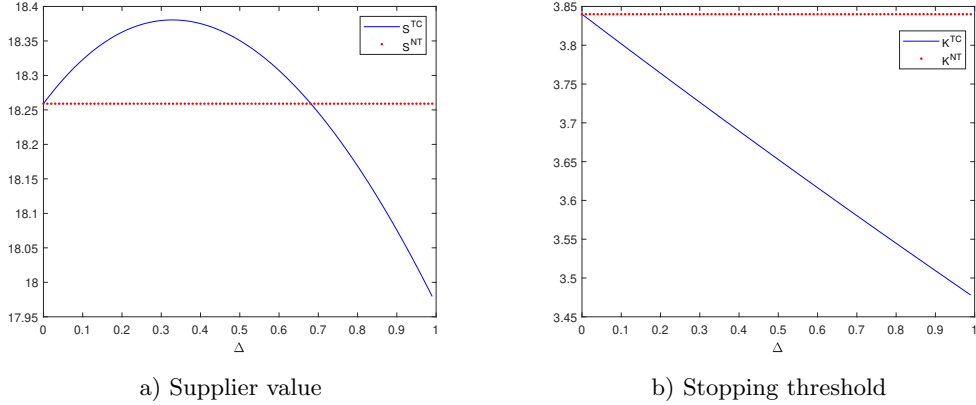 18.4
18.35
18.3
18.25
18.2
18.15
18.1
18.05
18
17.95
0 0.1 0.2 0.3 0.4 0.5 0.6 0.7 0.8 0.9 1
Δ
S^TC
S^NT
a) Supplier value
3.85
3.8
3.75
3.7
3.65
3.6
3.55
3.5
3.45
0 0.1 0.2 0.3 0.4 0.5 0.6 0.7 0.8 0.9 1
Δ
K^TC
K^NT
b) Stopping threshold